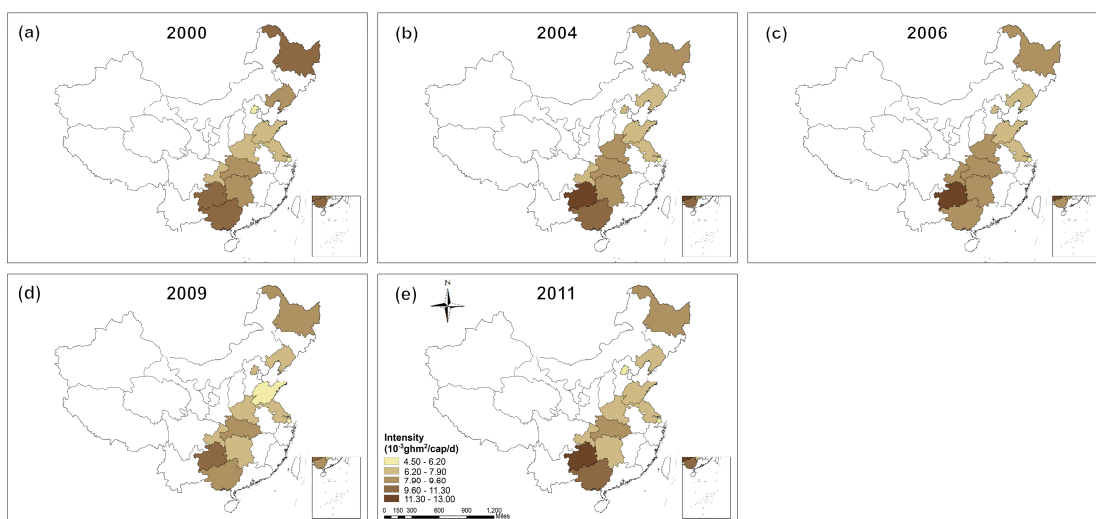 (a) 2000
(b) 2004
(c) 2006
(d) 2009
(e) 2011
N
Intensity
(10⁻³ghm²/cap/d)
4.50 - 6.20
6.20 - 7.90
7.90 - 9.60
9.60 - 11.30
11.30 - 13.00
0 150 300 600 900 1,200
Miles